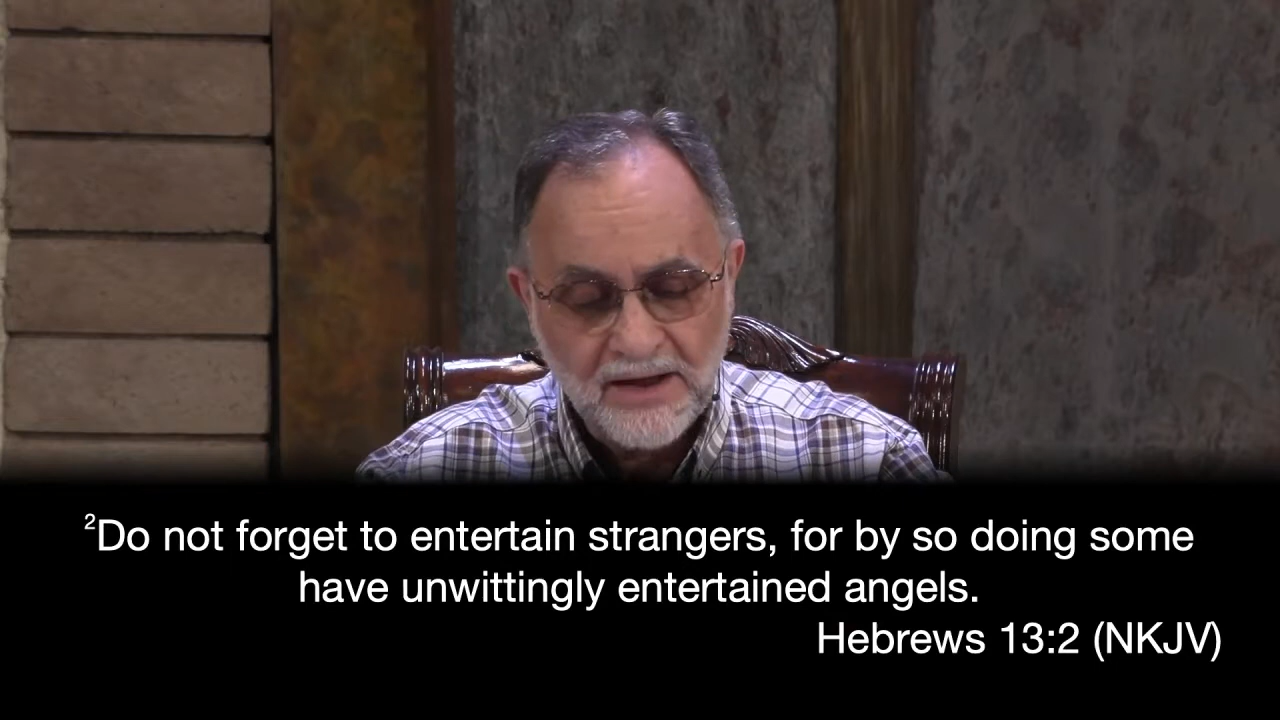 ²Do not forget to entertain strangers, for by so doing some
have unwittingly entertained angels.
Hebrews 13:2 (NKJV)